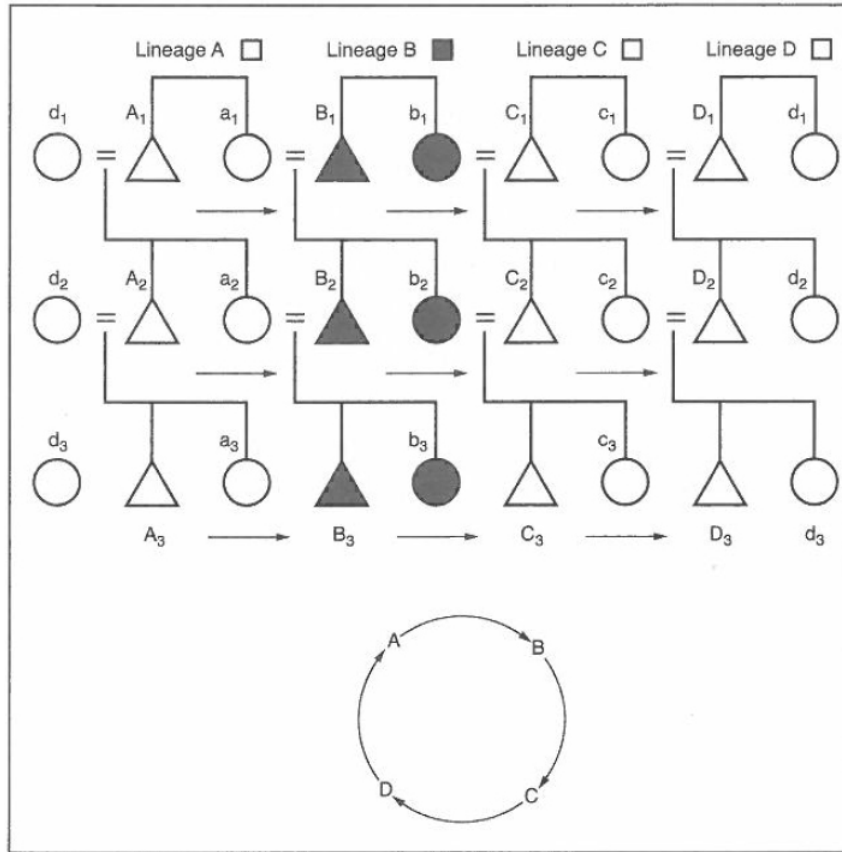 Lineage A Lineage B Lineage C Lineage D
d1 A1 a1 B1 b1 C1 c1 D1 d1
= = = =
d2 A2 a2 B2 b2 C2 c2 D2 d2
= = = =
d3 a3 b3 c3
A3 B3 C3 D3 d3
A B
D C